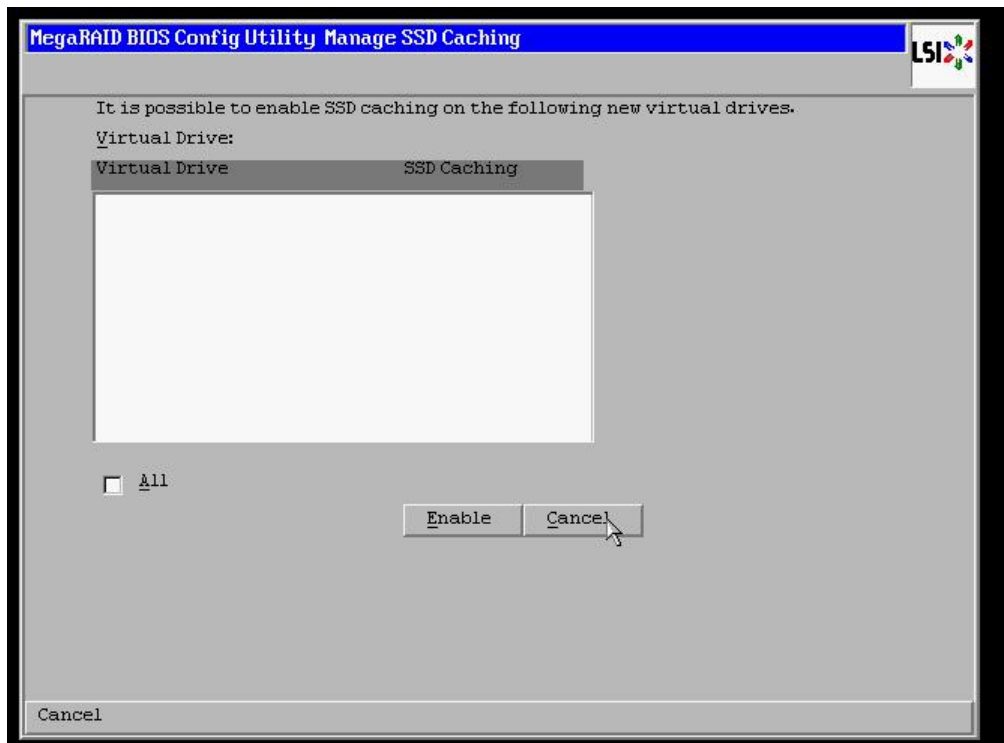 MegaRAID BIOS Config Utility Manage SSD Caching
LSI
It is possible to enable SSD caching on the following new virtual drives.
Virtual Drive:
Virtual Drive SSD Caching
All
Enable Cancel
Cancel